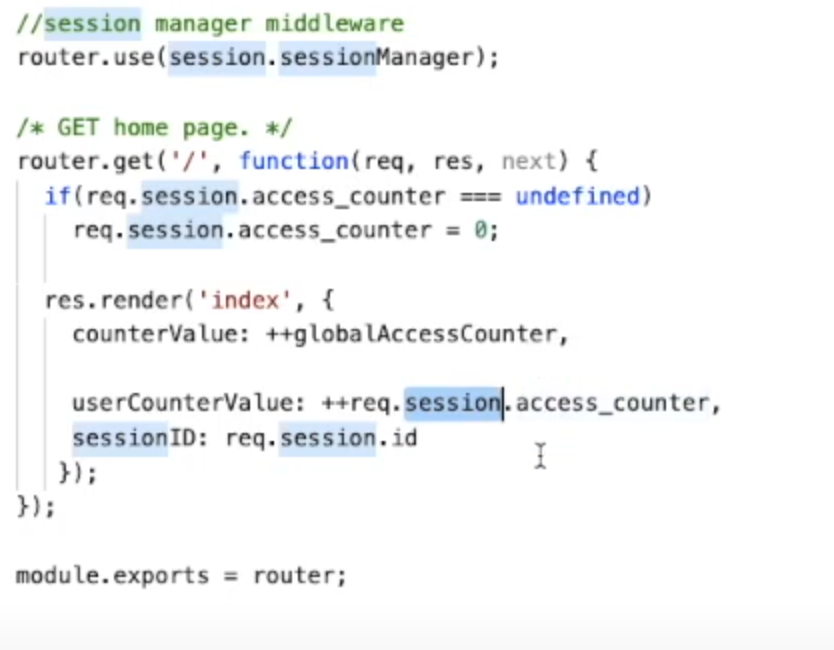 //session manager middleware
router.use(session.sessionManager);
/* GET home page. */
router.get('/', function(req, res, next) {
if(req.session.access_counter === undefined)
req.session.access_counter = 0;
res.render('index', {
counterValue: ++globalAccessCounter,
userCounterValue: ++req.session.access_counter,
sessionID: req.session.id
});
});
module.exports = router;